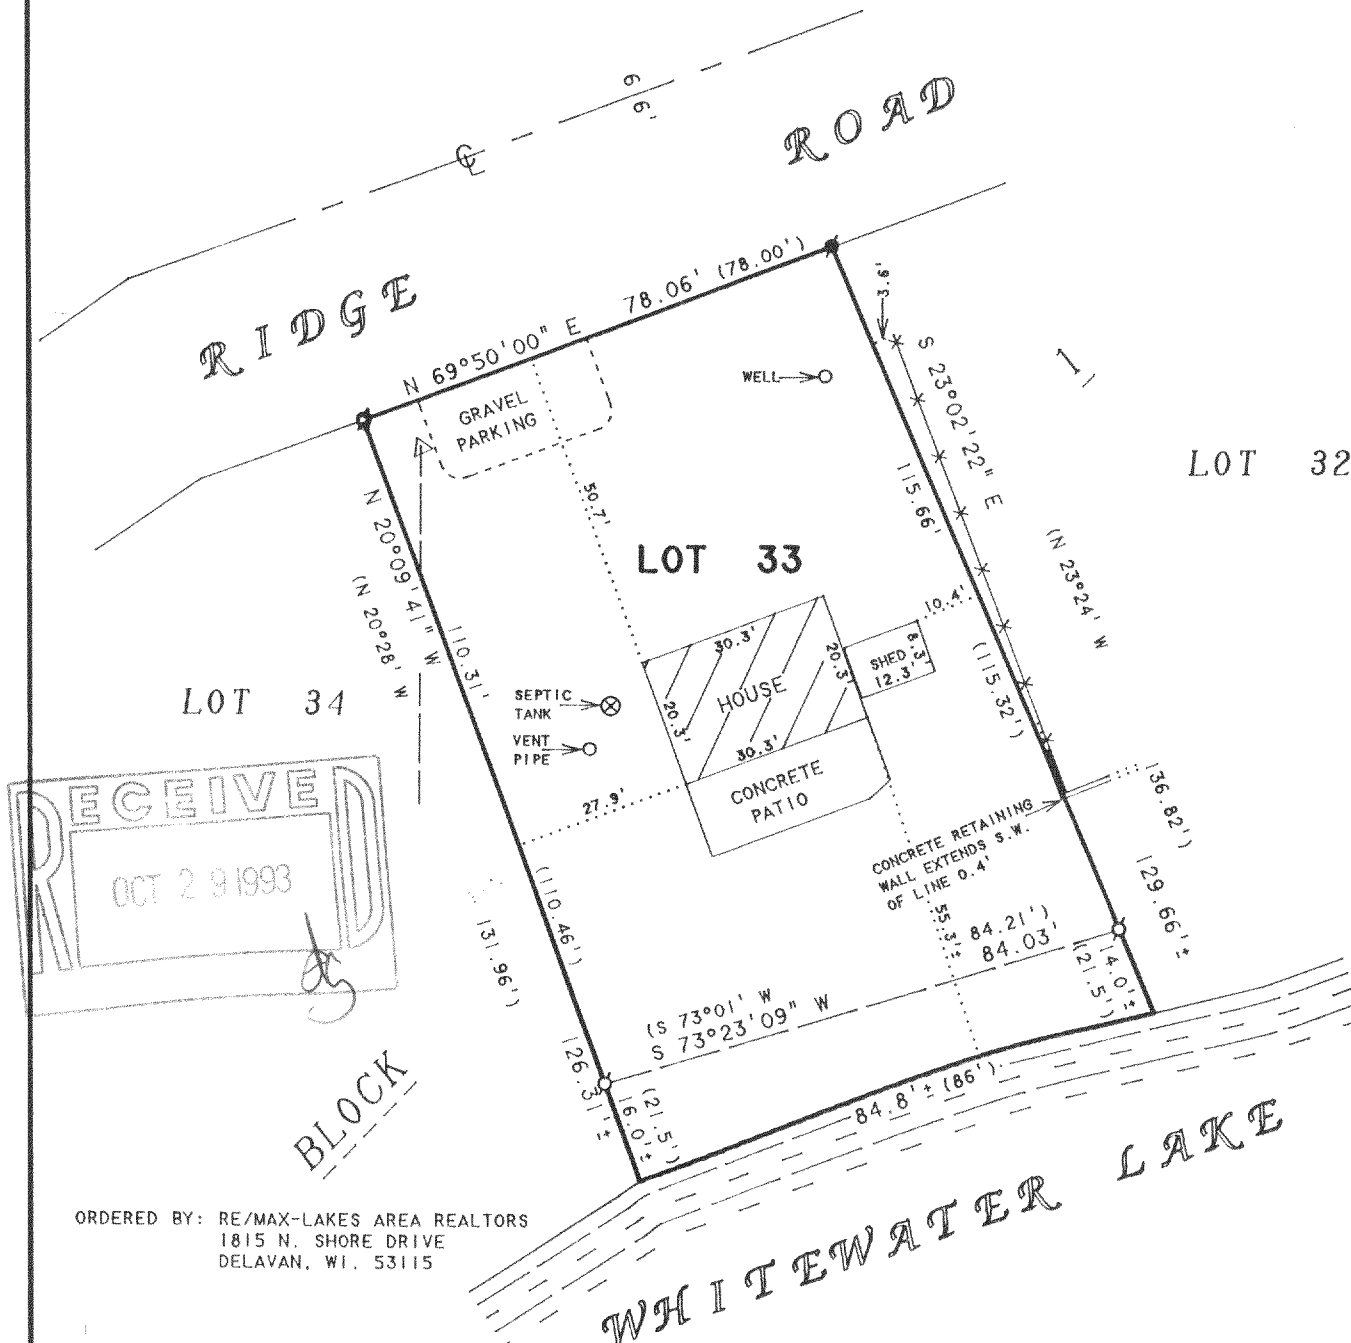 66'
℄
RIDGE ROAD
N 69°50'00" E 78.06' (78.00')
3.9'
WELL
GRAVEL
PARKING
S 23°02'22" E
1
LOT 32
50.7'
115.66'
N 20°09'41" W 110.31'
(N 20°28' W
LOT 33
(N 23°24' W
10.4'
30.3'
20.3'
8.3'
SHED
12.3'
(115.32')
HOUSE
20.3'
30.3'
LOT 34
SEPTIC
TANK
VENT
PIPE
CONCRETE
PATIO
27.9'
136.82')
CONCRETE RETAINING
WALL EXTENDS S.W.
OF LINE 0.4'
129.66'±
RECEIVED
OCT 29 1993
(110.46')
131.96')
55.3'±
84.21')
84.03'
14.0'±
(21.5')
(S 73°01' W
S 73°23'09" W
126.31'±
16.0'±
(21.5')
84.8'± (86')
BLOCK
WHITEWATER LAKE
ORDERED BY: RE/MAX-LAKES AREA REALTORS
1815 N. SHORE DRIVE
DELAVAN, WI. 53115